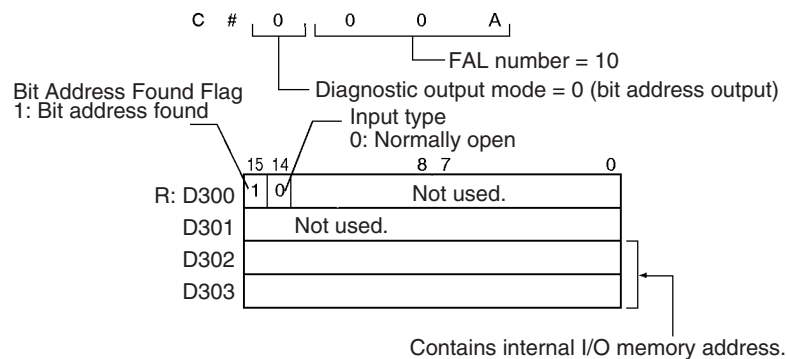 C # 0 0 0 A
FAL number = 10
Diagnostic output mode = 0 (bit address output)
Bit Address Found Flag
1: Bit address found
Input type
0: Normally open
15 14 8 7 0
R: D300 1 0 Not used.
D301 Not used.
D302
D303
Contains internal I/O memory address.